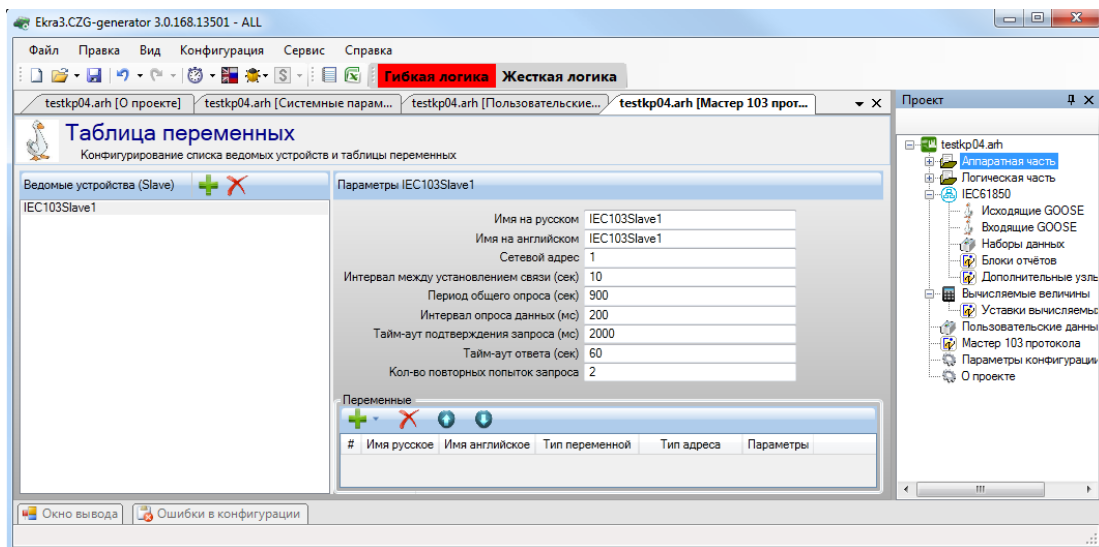 Ekra3.CZG-generator 3.0.168.13501 - ALL
Файл Правка Вид Конфигурация Сервис Справка
Гибкая логика Жесткая логика
testkp04.arh [О проекте] testkp04.arh [Системные парам... testkp04.arh [Пользовательские... testkp04.arh [Мастер 103 прот...
Таблица переменных
Конфигурирование списка ведомых устройств и таблицы переменных
Ведомые устройства (Slave)
IEC103Slave1
Параметры IEC103Slave1
Имя на русском IEC103Slave1
Имя на английском IEC103Slave1
Сетевой адрес 1
Интервал между установлением связи (сек) 10
Период общего опроса (сек) 900
Интервал опроса данных (мс) 200
Тайм-аут подтверждения запроса (мс) 2000
Тайм-аут ответа (сек) 60
Кол-во повторных попыток запроса 2
Переменные
# Имя русское Имя английское Тип переменной Тип адреса Параметры
Проект
testkp04.arh
Аппаратная часть
Логическая часть
IEC61850
Исходящие GOOSE
Входящие GOOSE
Наборы данных
Блоки отчётов
Дополнительные узлы
Вычисляемые величины
Уставки вычисляемы
Пользовательские данны
Мастер 103 протокола
Параметры конфигурации
О проекте
Окно вывода Ошибки в конфигурации